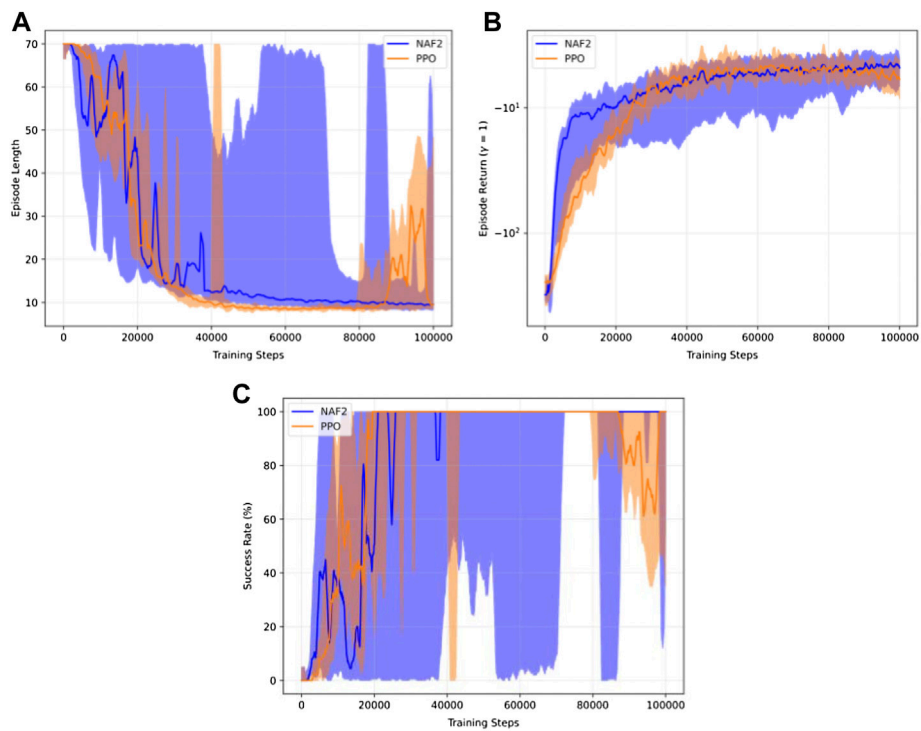 A
70
60
50
40
30
20
10
Episode Length
0
20000
40000
60000
80000
100000
Training Steps
NAF2
PPO
B
−10¹
−10²
Episode Return (γ = 1)
0
20000
40000
60000
80000
100000
Training Steps
NAF2
PPO
C
100
80
60
40
20
0
Success Rate (%)
0
20000
40000
60000
80000
100000
Training Steps
NAF2
PPO